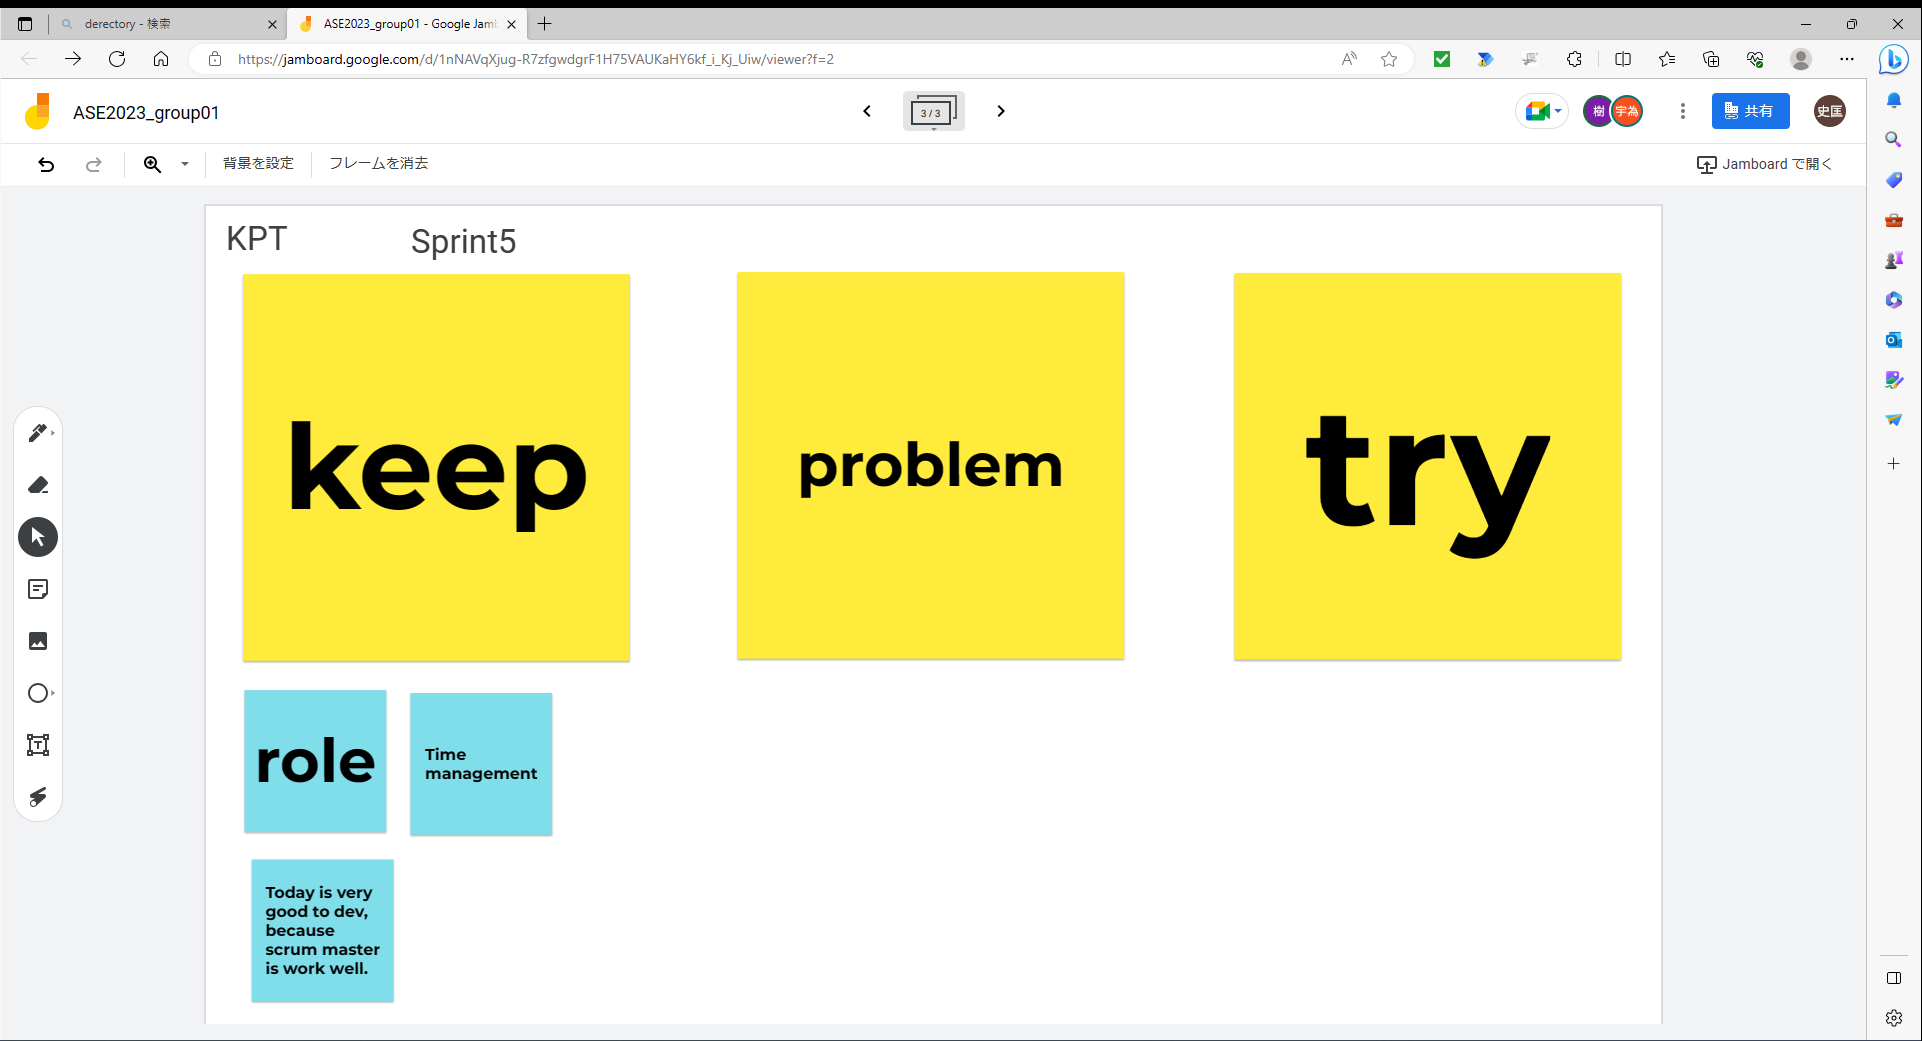 derectory - 検索
ASE2023_group01 - Google Jamb
https://jamboard.google.com/d/1nNAVqXjug-R7zfgwdgrF1H75VAUKaHY6kf_i_Kj_Uiw/viewer?f=2
ASE2023_group01
3 / 3
樹
宇為
共有
史匡
背景を設定
フレームを消去
Jamboard で開く
KPT
Sprint5
keep
problem
try
role
Time
management
Today is very
good to dev,
because
scrum master
is work well.